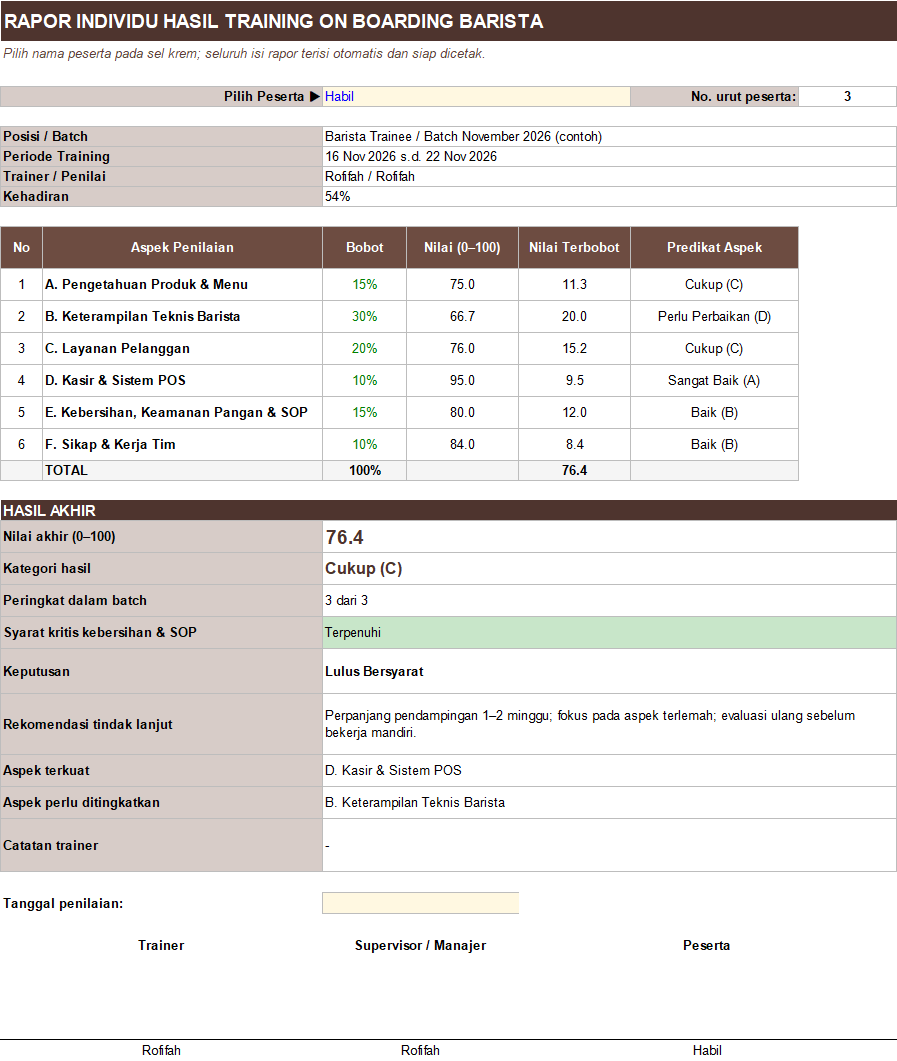 RAPOR INDIVIDU HASIL TRAINING ON BOARDING BARISTA
Pilih nama peserta pada sel krem; seluruh isi rapor terisi otomatis dan siap dicetak.
Pilih Peserta ▶ Habil No. urut peserta: 3
Posisi / Batch Barista Trainee / Batch November 2026 (contoh)
Periode Training 16 Nov 2026 s.d. 22 Nov 2026
Trainer / Penilai Rofifah / Rofifah
Kehadiran 54%
No Aspek Penilaian Bobot Nilai (0–100) Nilai Terbobot Predikat Aspek
1 A. Pengetahuan Produk & Menu 15% 75.0 11.3 Cukup (C)
2 B. Keterampilan Teknis Barista 30% 66.7 20.0 Perlu Perbaikan (D)
3 C. Layanan Pelanggan 20% 76.0 15.2 Cukup (C)
4 D. Kasir & Sistem POS 10% 95.0 9.5 Sangat Baik (A)
5 E. Kebersihan, Keamanan Pangan & SOP 15% 80.0 12.0 Baik (B)
6 F. Sikap & Kerja Tim 10% 84.0 8.4 Baik (B)
TOTAL 100% 76.4
HASIL AKHIR
Nilai akhir (0–100) 76.4
Kategori hasil Cukup (C)
Peringkat dalam batch 3 dari 3
Syarat kritis kebersihan & SOP Terpenuhi
Keputusan Lulus Bersyarat
Rekomendasi tindak lanjut Perpanjang pendampingan 1–2 minggu; fokus pada aspek terlemah; evaluasi ulang sebelum
bekerja mandiri.
Aspek terkuat D. Kasir & Sistem POS
Aspek perlu ditingkatkan B. Keterampilan Teknis Barista
Catatan trainer -
Tanggal penilaian:
Trainer Supervisor / Manajer Peserta
Rofifah Rofifah Habil